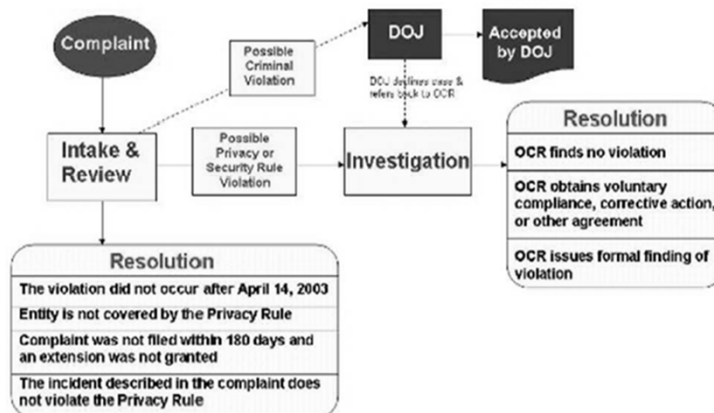 Complaint
Possible
Criminal
Violation
DOJ
Accepted
by DOJ
DOJ declines case &
refers back to OCR
Intake &
Review
Possible
Privacy or
Security Rule
Violation
Investigation
Resolution
OCR finds no violation
OCR obtains voluntary
compliance, corrective action,
or other agreement
OCR issues formal finding of
violation
Resolution
The violation did not occur after April 14, 2003
Entity is not covered by the Privacy Rule
Complaint was not filed within 180 days and
an extension was not granted
The incident described in the complaint does
not violate the Privacy Rule